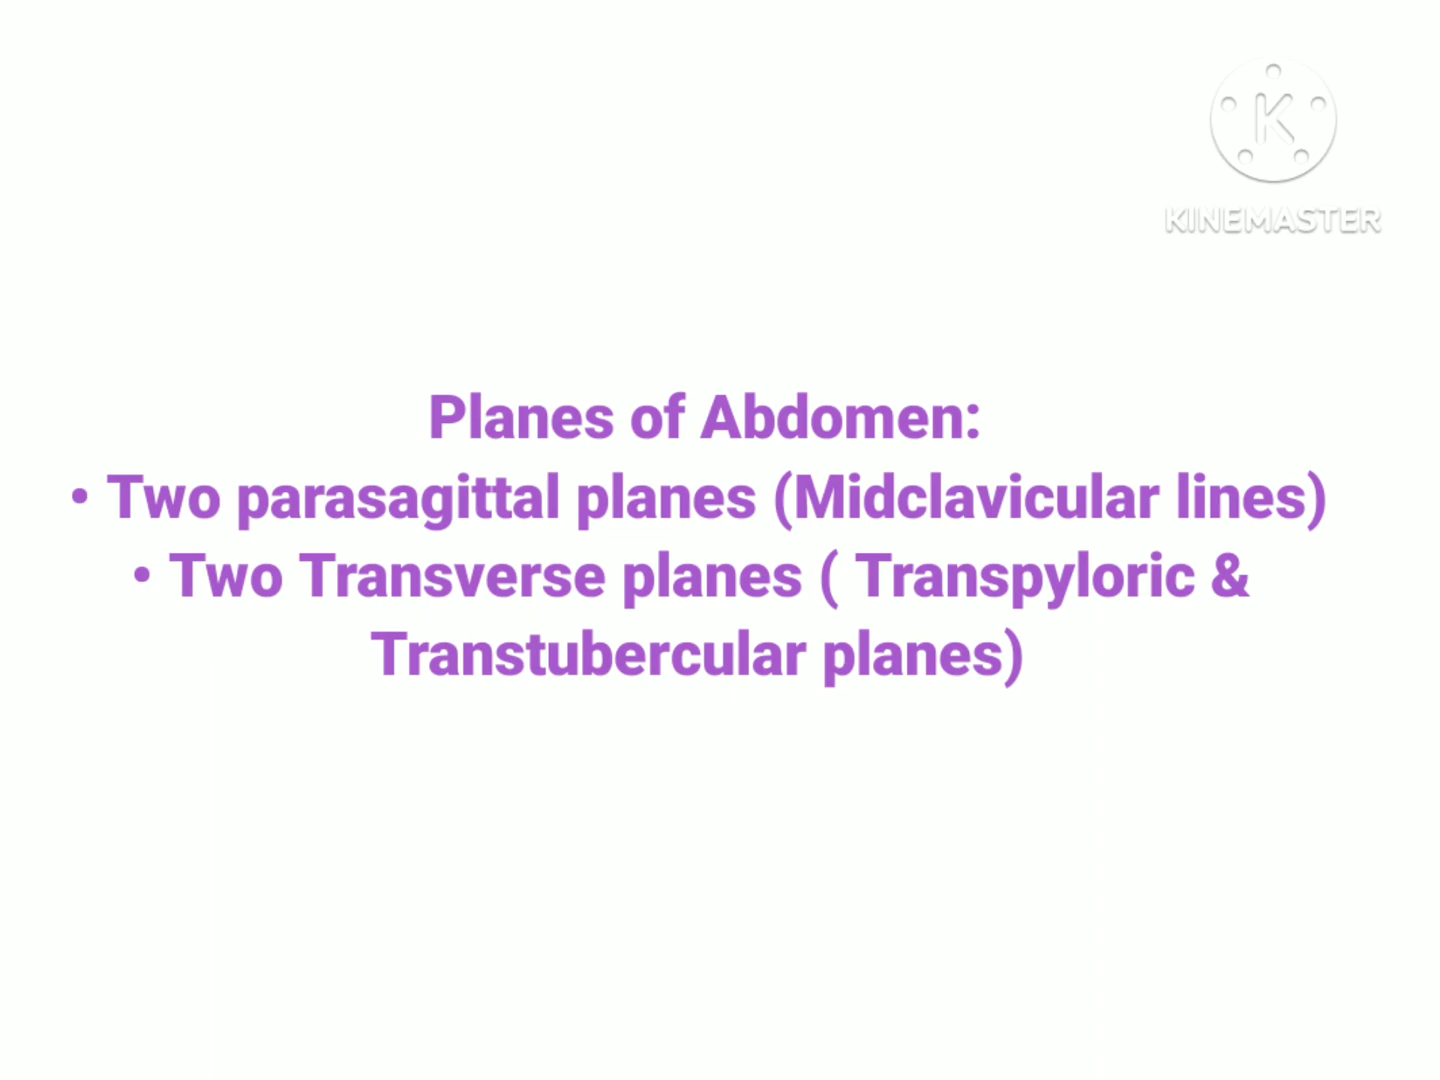 K
KINEMASTER
Planes of Abdomen:
• Two parasagittal planes (Midclavicular lines)
• Two Transverse planes ( Transpyloric &
Transtubercular planes)